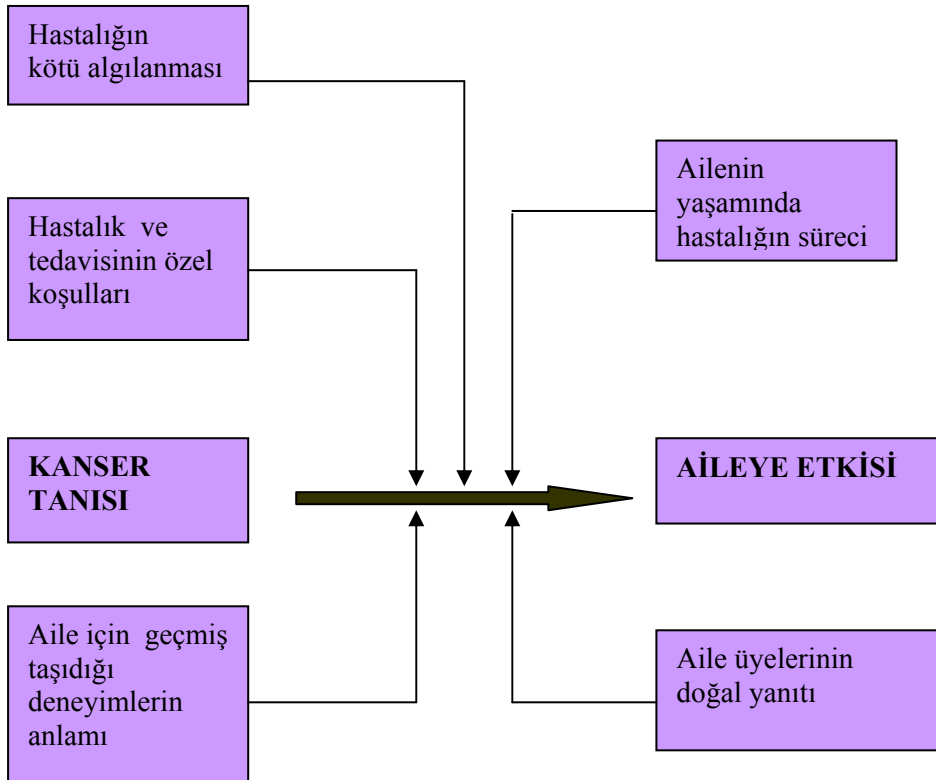 Hastalığın
kötü algılanması
Ailenin
yaşamında
hastalığın süreci
Hastalık ve
tedavisinin özel
koşulları
KANSER
TANISI
AİLEYE ETKİSİ
Aile için geçmiş
taşıdığı
deneyimlerin
anlamı
Aile üyelerinin
doğal yanıtı